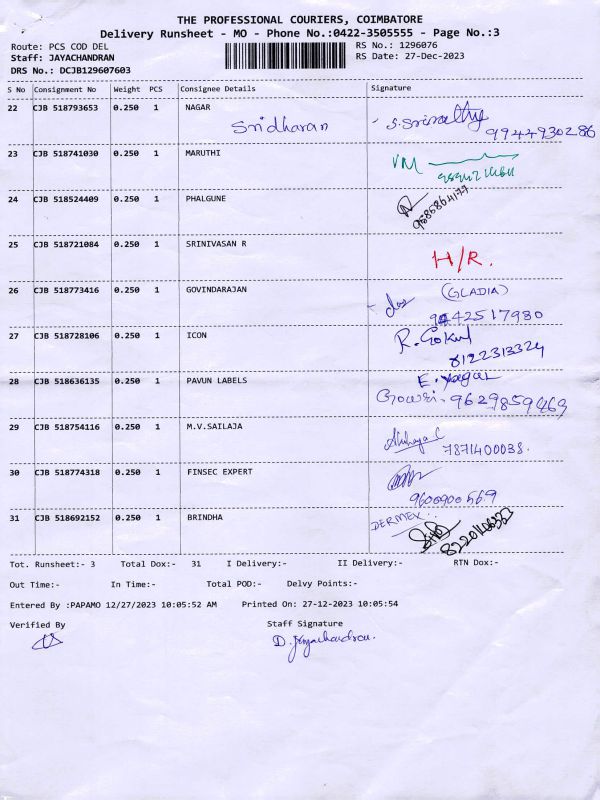 THE PROFESSIONAL COURIERS, COIMBATORE
Delivery Runsheet - MO - Phone No.:0422-3505555 - Page No.:3
Route: PCS COD DEL RS No.: 1296076
Staff: JAYACHANDRAN RS Date: 27-Dec-2023
DRS No.: DCJB129607603
S No Consignment No Weight PCS Consignee Details Signature
22 CJB 518793653 0.250 1 NAGAR
Sridharan 9944930286
23 CJB 518741030 0.250 1 MARUTHI VM
24 CJB 518524409 0.250 1 PHALGUNE
25 CJB 518721084 0.250 1 SRINIVASAN R
H/R.
26 CJB 518773416 0.250 1 GOVINDARAJAN (GLADIA)
9442517980
27 CJB 518728106 0.250 1 ICON R. Gokul
8122313324
28 CJB 518636135 0.250 1 PAVUN LABELS
Gowri. 9629859469
29 CJB 518754116 0.250 1 M.V.SAILAJA
7871400038.
30 CJB 518774318 0.250 1 FINSEC EXPERT
9600900569
31 CJB 518692152 0.250 1 BRINDHA DERMEX
Tot. Runsheet:- 3 Total Dox:- 31 I Delivery:- II Delivery:- RTN Dox:-
Out Time:- In Time:- Total POD:- Delvy Points:-
Entered By :PAPAMO 12/27/2023 10:05:52 AM Printed On: 27-12-2023 10:05:54
Verified By Staff Signature
D. Jeyachandran.